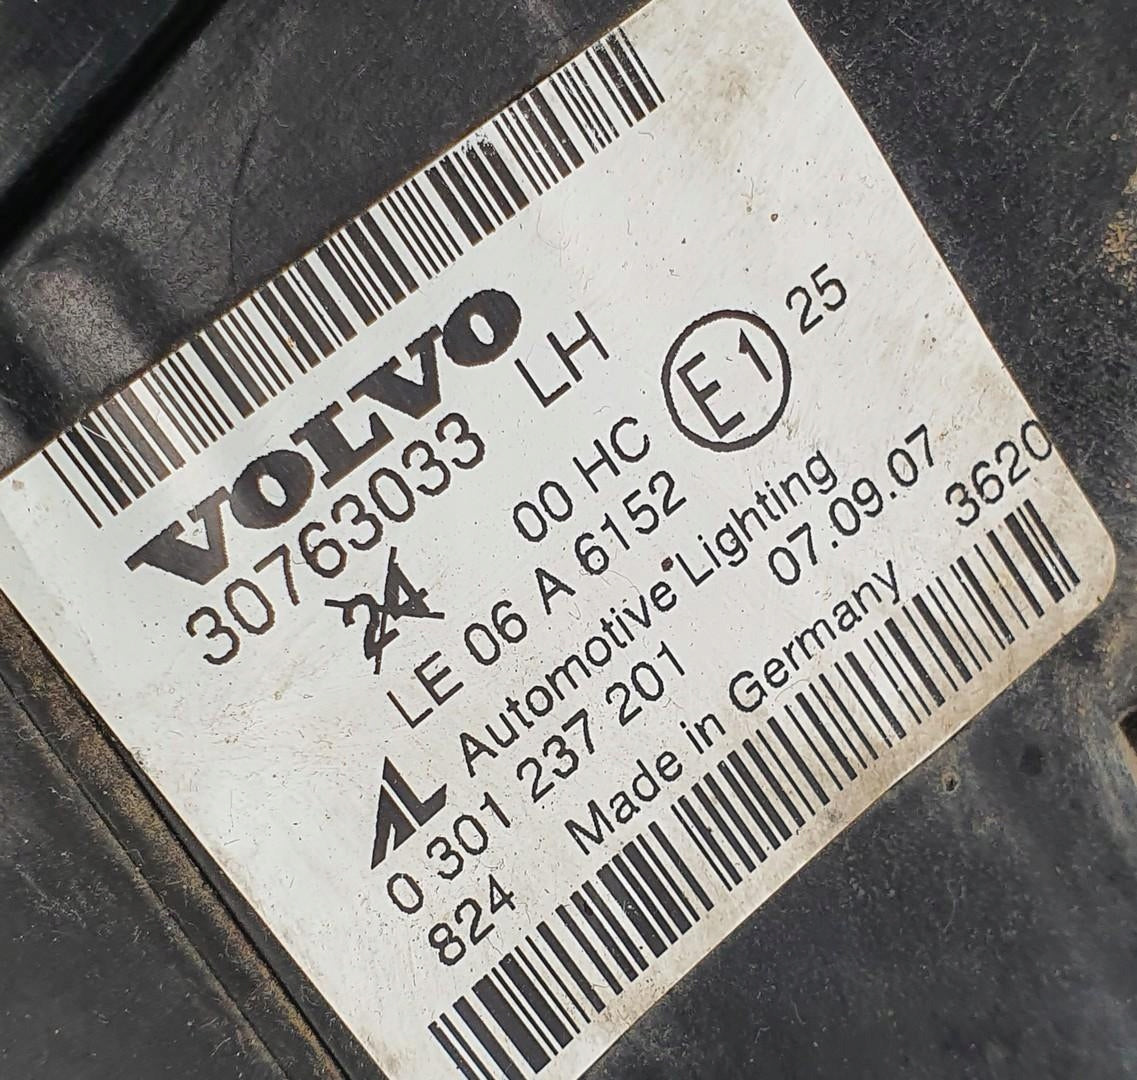 VOLVO
30763033 LH
24
00 HC E1 25
LE 06 A 6152
AL Automotive Lighting
0 301 237 201 07.09.07
824 Made in Germany 3620